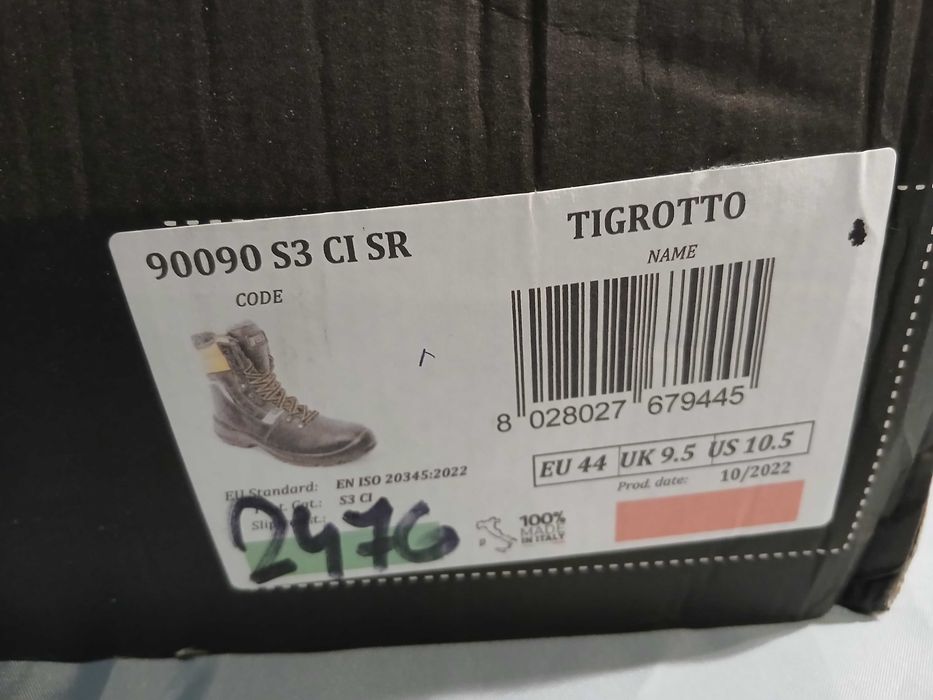 90090 S3 CI SR
CODE
TIGROTTO
NAME
8 028027 679445
EU 44 UK 9.5 US 10.5
Prod. date: 10/2022
EU Standard: EN ISO 20345:2022
S3 CI
2476
100%
MADE
IN ITALY